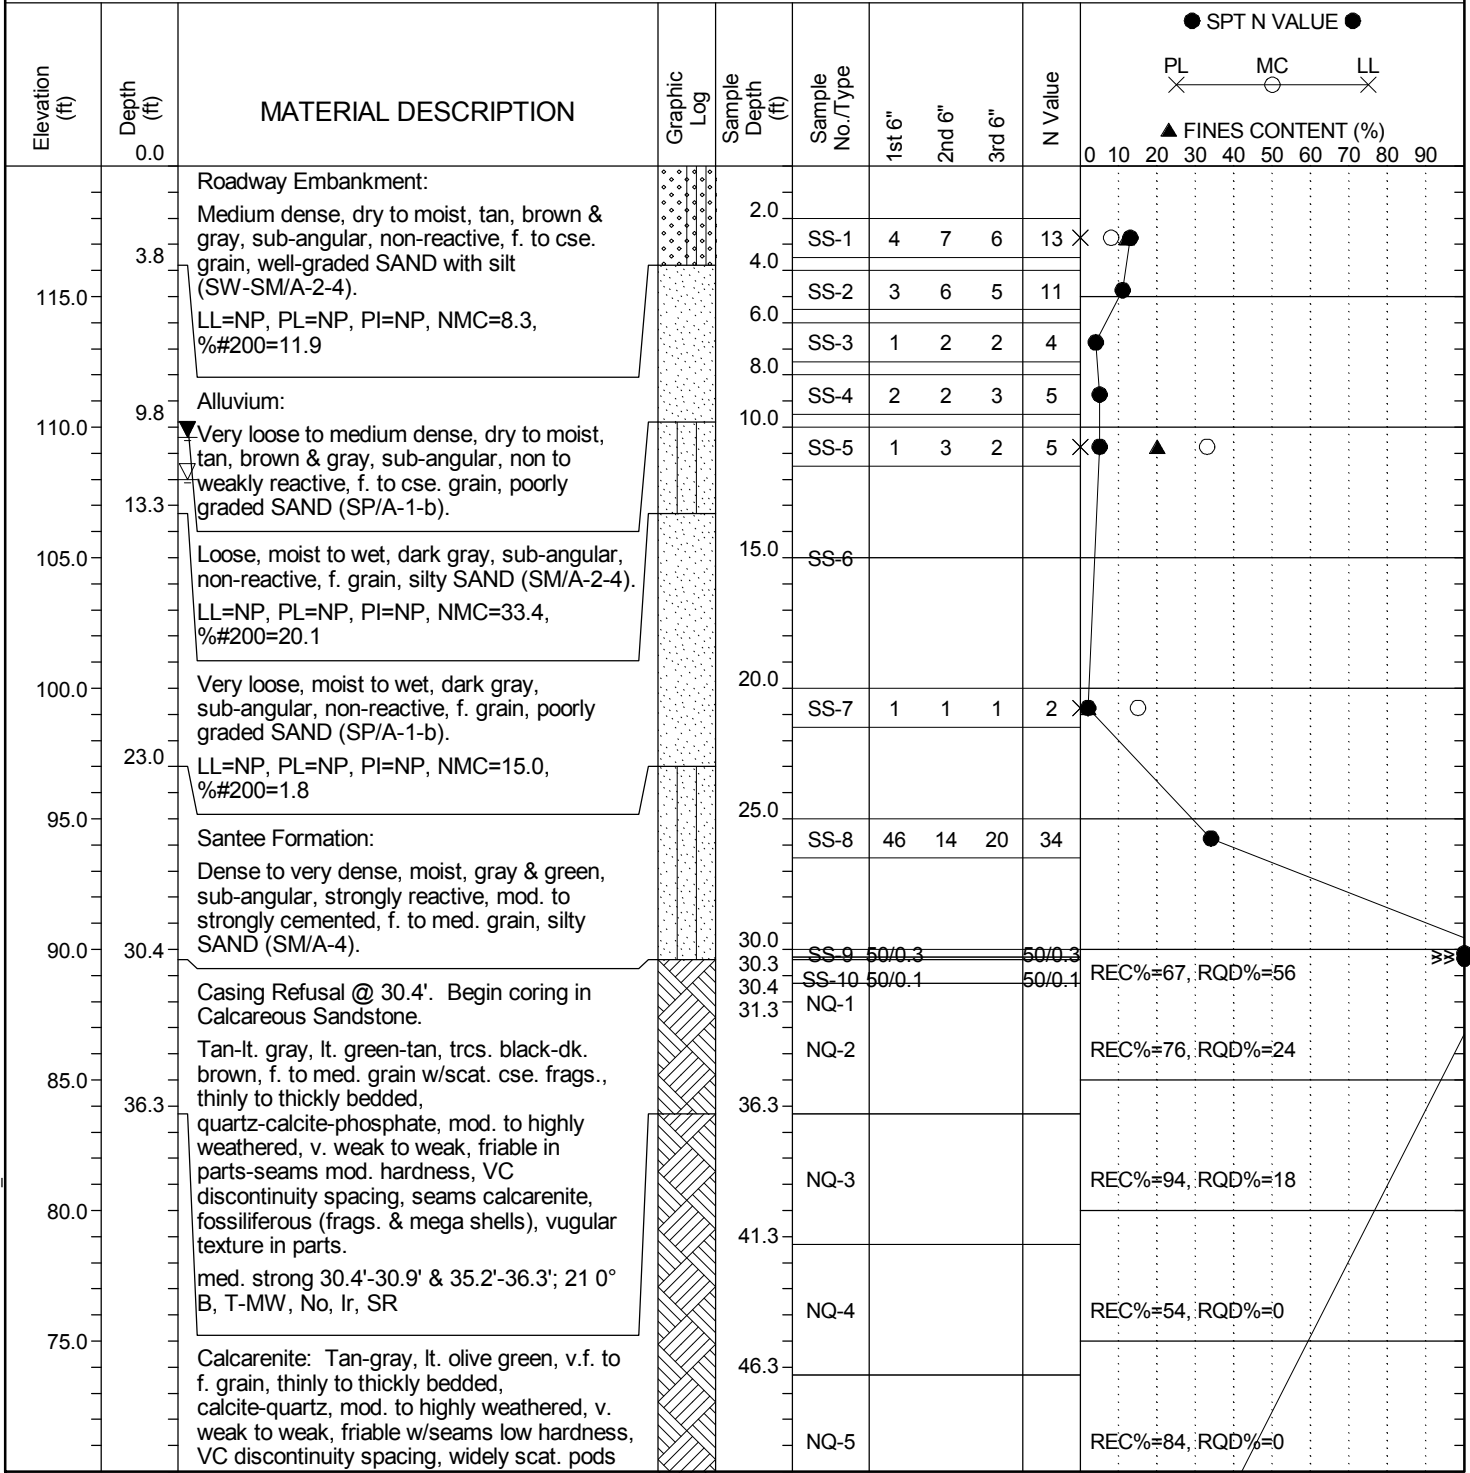 ● SPT N VALUE ●
PL MC LL
▲ FINES CONTENT (%)
0 10 20 30 40 50 60 70 80 90
Elevation (ft)
Depth (ft)
0.0
MATERIAL DESCRIPTION
Graphic Log
Sample Depth (ft)
Sample No./Type
1st 6"
2nd 6"
3rd 6"
N Value
Roadway Embankment:
Medium dense, dry to moist, tan, brown &
gray, sub-angular, non-reactive, f. to cse.
grain, well-graded SAND with silt
(SW-SM/A-2-4).
LL=NP, PL=NP, PI=NP, NMC=8.3,
%#200=11.9
Alluvium:
Very loose to medium dense, dry to moist,
tan, brown & gray, sub-angular, non to
weakly reactive, f. to cse. grain, poorly
graded SAND (SP/A-1-b).
Loose, moist to wet, dark gray, sub-angular,
non-reactive, f. grain, silty SAND (SM/A-2-4).
LL=NP, PL=NP, PI=NP, NMC=33.4,
%#200=20.1
Very loose, moist to wet, dark gray,
sub-angular, non-reactive, f. grain, poorly
graded SAND (SP/A-1-b).
LL=NP, PL=NP, PI=NP, NMC=15.0,
%#200=1.8
Santee Formation:
Dense to very dense, moist, gray & green,
sub-angular, strongly reactive, mod. to
strongly cemented, f. to med. grain, silty
SAND (SM/A-4).
Casing Refusal @ 30.4'. Begin coring in
Calcareous Sandstone.
Tan-lt. gray, lt. green-tan, trcs. black-dk.
brown, f. to med. grain w/scat. cse. frags.,
thinly to thickly bedded,
quartz-calcite-phosphate, mod. to highly
weathered, v. weak to weak, friable in
parts-seams mod. hardness, VC
discontinuity spacing, seams calcarenite,
fossiliferous (frags. & mega shells), vugular
texture in parts.
med. strong 30.4'-30.9' & 35.2'-36.3'; 21 0°
B, T-MW, No, Ir, SR
Calcarenite: Tan-gray, lt. olive green, v.f. to
f. grain, thinly to thickly bedded,
calcite-quartz, mod. to highly weathered, v.
weak to weak, friable w/seams low hardness,
VC discontinuity spacing, widely scat. pods
115.0
110.0
105.0
100.0
95.0
90.0
85.0
80.0
75.0
3.8
9.8
13.3
23.0
30.4
36.3
2.0
4.0
6.0
8.0
10.0
15.0
20.0
25.0
30.0
30.3
30.4
31.3
36.3
41.3
46.3
SS-1 4 7 6 13
SS-2 3 6 5 11
SS-3 1 2 2 4
SS-4 2 2 3 5
SS-5 1 3 2 5
SS-6
SS-7 1 1 1 2
SS-8 46 14 20 34
SS-9 50/0.3 50/0.3
>>
SS-10 50/0.1 50/0.1
>>
NQ-1
REC%=67, RQD%=56
NQ-2 REC%=76, RQD%=24
NQ-3 REC%=94, RQD%=18
NQ-4 REC%=54, RQD%=0
NQ-5 REC%=84, RQD%=0